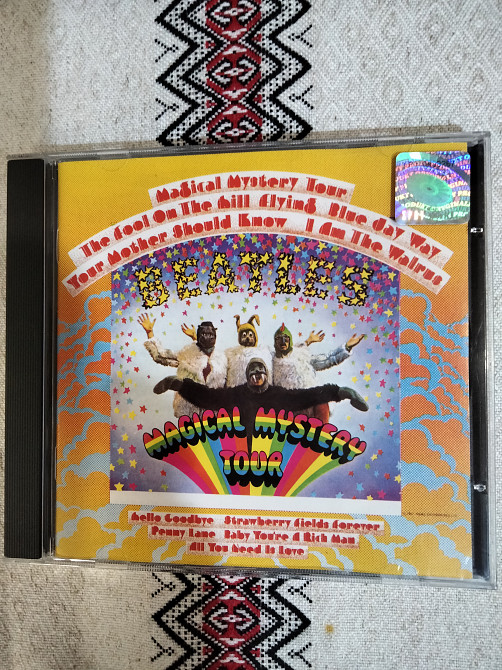 Magical Mystery Tour
The Fool On The Hill Flying Blue Jay Way
Your Mother Should Know I Am The Walrus
BEATLES
MAGICAL MYSTERY
TOUR
Hello Goodbye Strawberry Fields Forever
Penny Lane Baby You're A Rich Man
All You Need Is Love